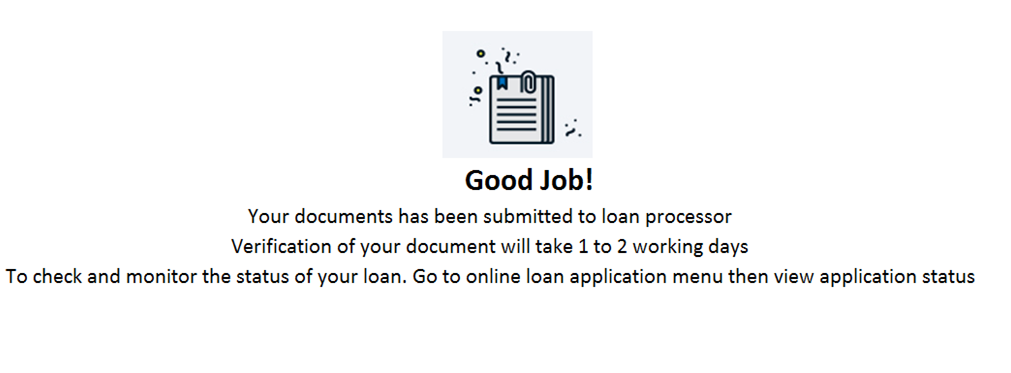 Good Job!
Your documents has been submitted to loan processor
Verification of your document will take 1 to 2 working days
To check and monitor the status of your loan. Go to online loan application menu then view application status